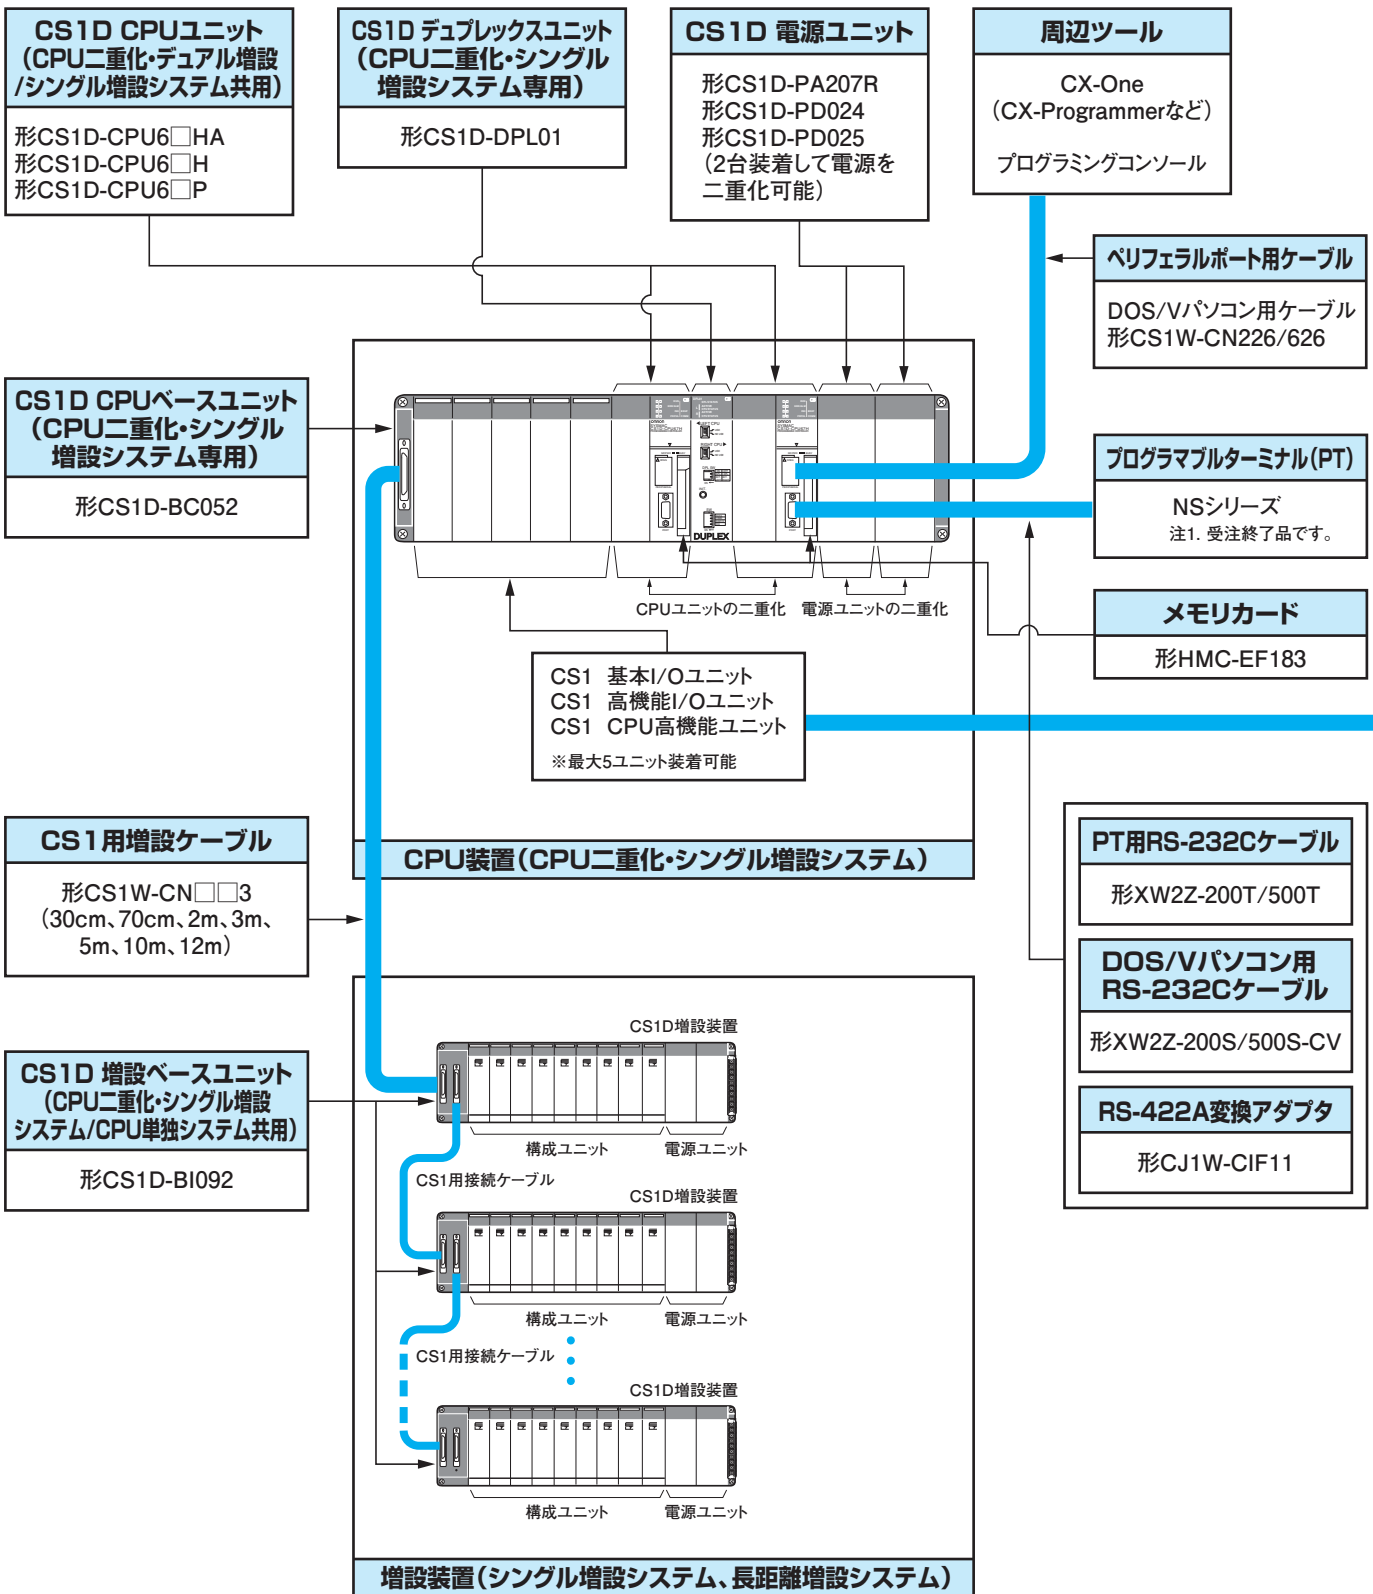 CS1D CPUユニット
（CPU二重化・デュアル増設
/シングル増設システム共用）
形CS1D-CPU6□HA
形CS1D-CPU6□H
形CS1D-CPU6□P
CS1D デュプレックスユニット
（CPU二重化・シングル
増設システム専用）
形CS1D-DPL01
CS1D 電源ユニット
形CS1D-PA207R
形CS1D-PD024
形CS1D-PD025
（2台装着して電源を
二重化可能）
周辺ツール
CX-One
（CX-Programmerなど）
プログラミングコンソール
ペリフェラルポート用ケーブル
DOS/Vパソコン用ケーブル
形CS1W-CN226/626
CS1D CPUベースユニット
（CPU二重化・シングル
増設システム専用）
形CS1D-BC052
LEFT CPU
RIGHT CPU
DUPLEX
プログラマブルターミナル（PT）
NSシリーズ
注1. 受注終了品です。
CPUユニットの二重化
電源ユニットの二重化
メモリカード
形HMC-EF183
CS1 基本I/Oユニット
CS1 高機能I/Oユニット
CS1 CPU高機能ユニット
※最大5ユニット装着可能
CPU装置（CPU二重化・シングル増設システム）
CS1用増設ケーブル
形CS1W-CN□□3
（30cm、70cm、2m、3m、
5m、10m、12m）
PT用RS-232Cケーブル
形XW2Z-200T/500T
DOS/Vパソコン用
RS-232Cケーブル
形XW2Z-200S/500S-CV
RS-422A変換アダプタ
形CJ1W-CIF11
CS1D 増設ベースユニット
（CPU二重化・シングル増設
システム/CPU単独システム共用）
形CS1D-BI092
CS1D増設装置
構成ユニット
電源ユニット
CS1用接続ケーブル
CS1D増設装置
構成ユニット
電源ユニット
CS1用接続ケーブル
CS1D増設装置
構成ユニット
電源ユニット
増設装置（シングル増設システム、長距離増設システム）